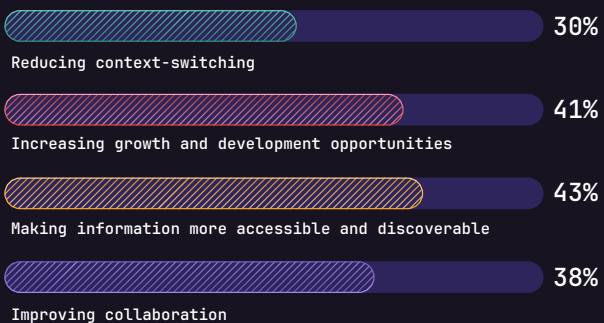 30%
Reducing context-switching
41%
Increasing growth and development opportunities
43%
Making information more accessible and discoverable
38%
Improving collaboration